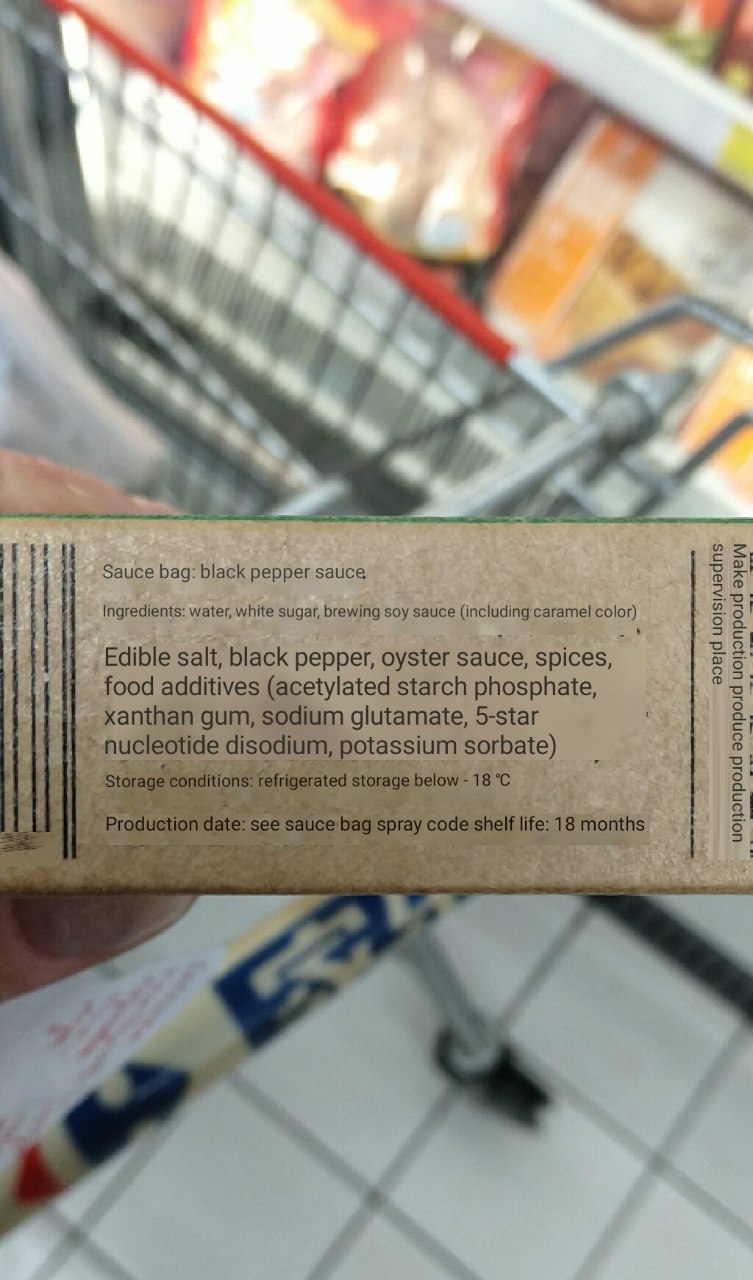 Sauce bag: black pepper sauce
Ingredients: water, white sugar, brewing soy sauce (including caramel color)
Edible salt, black pepper, oyster sauce, spices,
food additives (acetylated starch phosphate,
xanthan gum, sodium glutamate, 5-star
nucleotide disodium, potassium sorbate)
Storage conditions: refrigerated storage below - 18 ℃
Production date: see sauce bag spray code shelf life: 18 months
Make production produce production
supervision place